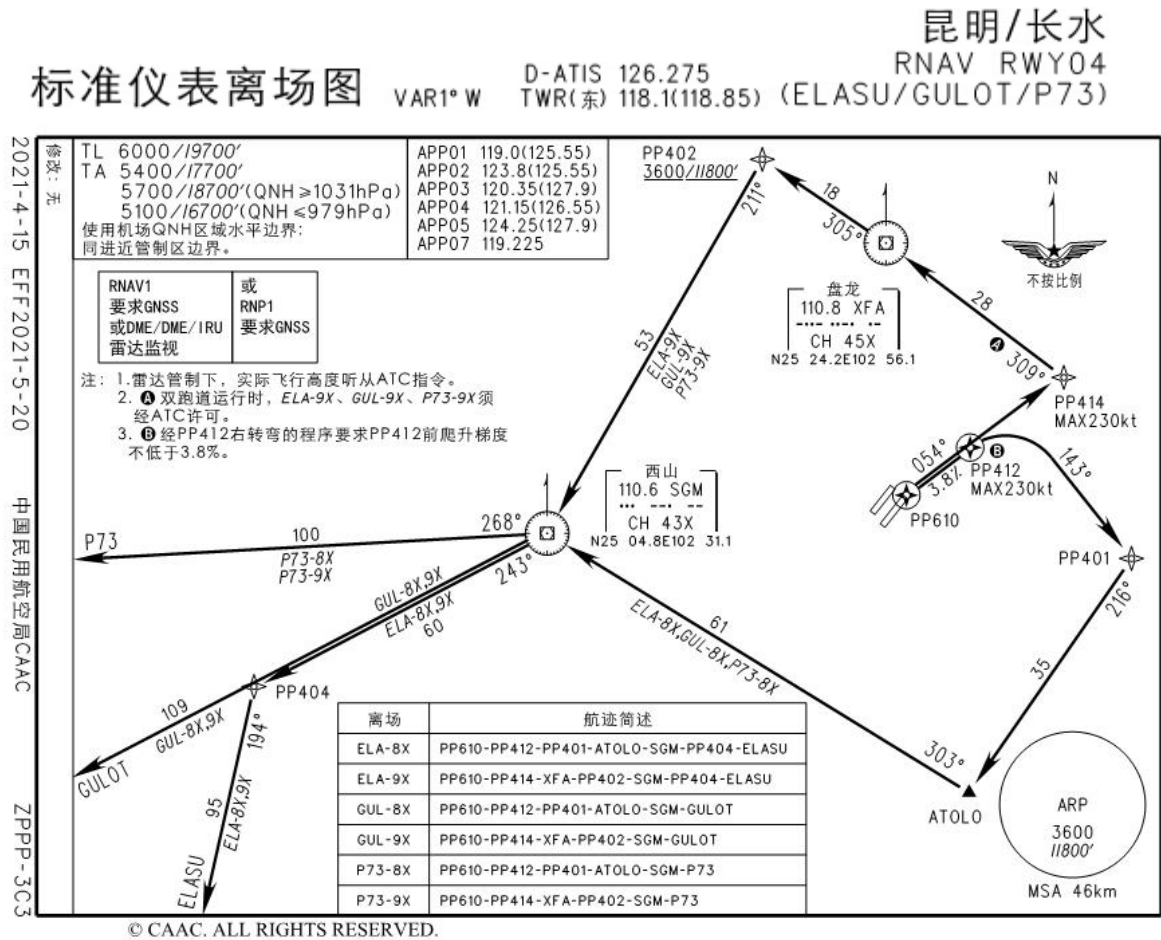 昆明/长水
RNAV RWY04
(ELASU/GULOT/P73)
标准仪表离场图
VAR1°W
D-ATIS 126.275
TWR(东) 118.1(118.85)
2021-4-15 EFF2021-5-20 中国民用航空局CAAC ZPPP-3C3
修改: 无
TL 6000/19700′
TA 5400/17700′
5700/18700′(QNH≥1031hPa)
5100/16700′(QNH≤979hPa)
使用机场QNH区域水平边界:
同进近管制区边界。
APP01 119.0(125.55)
APP02 123.8(125.55)
APP03 120.35(127.9)
APP04 121.15(126.55)
APP05 124.25(127.9)
APP07 119.225
RNAV1
要求GNSS
或DME/DME/IRU
雷达监视
或
RNP1
要求GNSS
注: 1.雷达管制下, 实际飞行高度听从ATC指令。
2. A 双跑道运行时, ELA-9X、GUL-9X、P73-9X须
经ATC许可。
3. B 经PP412右转弯的程序要求PP412前爬升梯度
不低于3.8%。
PP402
3600/11800′
211°
18
305°
N
不按比例
盘龙
110.8 XFA
CH 45X
N25 24.2E102 56.1
28
A
309°
PP414
MAX230kt
53
ELA-9X
GUL-9X
P73-9X
054°
3.8%
PP412
MAX230kt
B
143°
PP610
PP401
216°
35
西山
110.6 SGM
CH 43X
N25 04.8E102 31.1
P73
100
P73-8X
P73-9X
268°
243°
GUL-8X,9X
ELA-8X,9X
60
61
ELA-8X,GUL-8X,P73-8X
303°
ATOLO
PP404
109
GUL-8X,9X
GULOT
194°
95
ELA-8X,9X
ELASU
离场 航迹简述
ELA-8X PP610-PP412-PP401-ATOLO-SGM-PP404-ELASU
ELA-9X PP610-PP414-XFA-PP402-SGM-PP404-ELASU
GUL-8X PP610-PP412-PP401-ATOLO-SGM-GULOT
GUL-9X PP610-PP414-XFA-PP402-SGM-GULOT
P73-8X PP610-PP412-PP401-ATOLO-SGM-P73
P73-9X PP610-PP414-XFA-PP402-SGM-P73
ARP
3600
11800′
MSA 46km
© CAAC. ALL RIGHTS RESERVED.